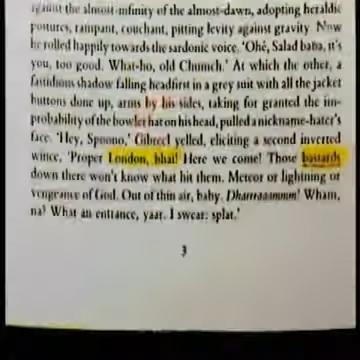 against the almost-infinity of the almost-dawn, adopting heraldic
postures, rampant, couchant, pitting levity against gravity. Now
he rolled happily towards the sardonic voice. 'Ohé, Salad baba, it's
you, too good. What-ho, old Chumch.' At which the other, a
fastidious shadow falling headfirst in a grey suit with all the jacket
buttons done up, arms by his sides, taking for granted the im-
probability of the bowler hat on his head, pulled a nickname-hater's
face. 'Hey, Spoono,' Gibreel yelled, eliciting a second inverted
wince, 'Proper London, bhai! Here we come! Those bastards
down there won't know what hit them. Meteor or lightning or
vengeance of God. Out of thin air, baby. Dharrraaammm! Wham,
na? What an entrance, yaar. I swear: splat.'
3